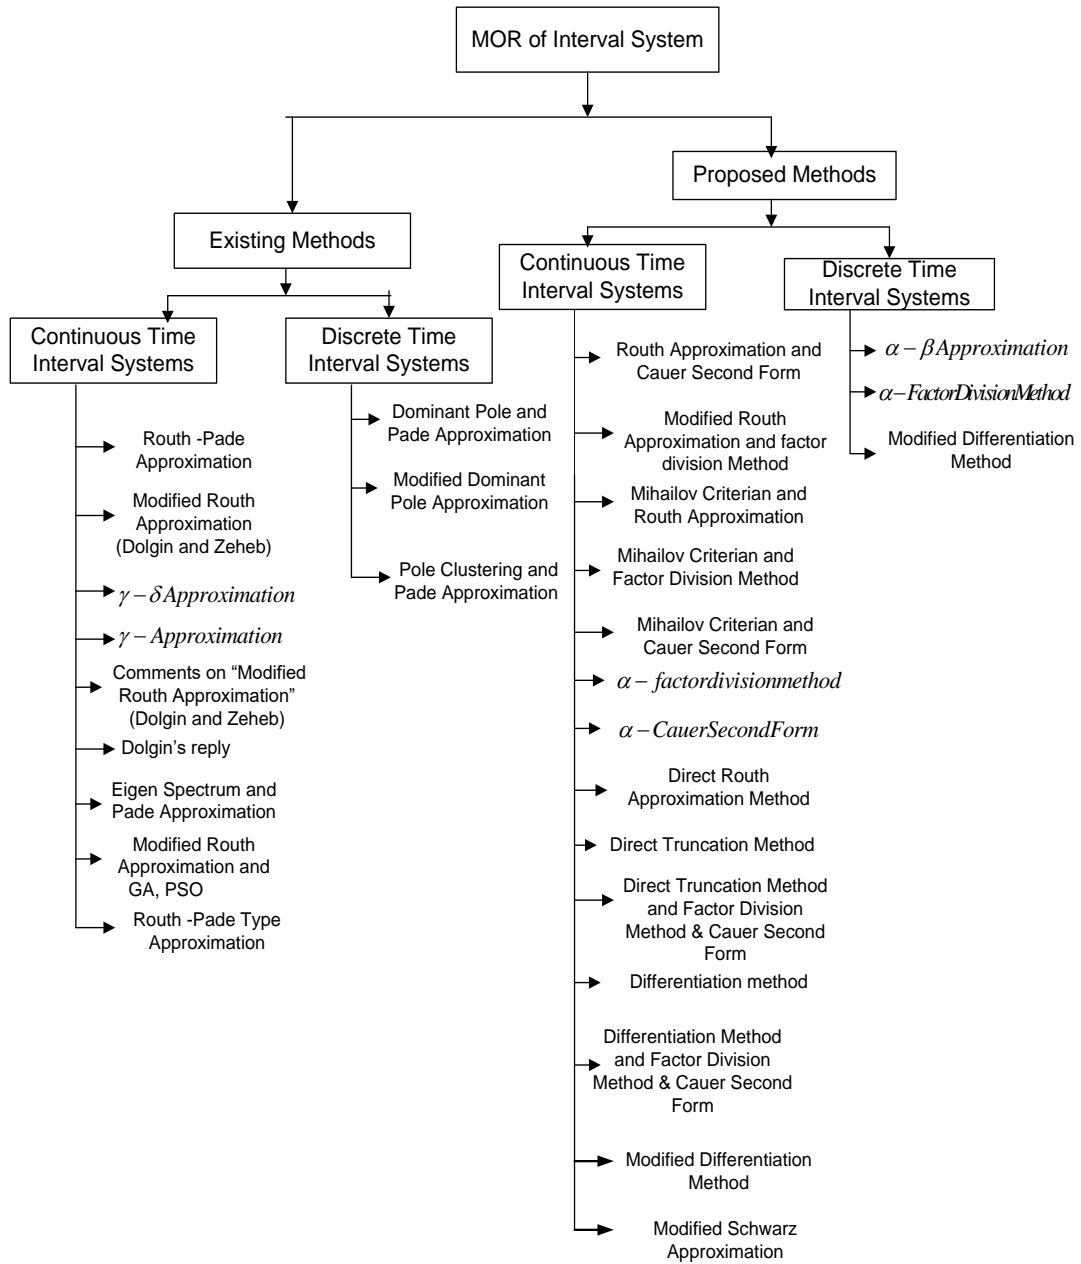 MOR of Interval System
Existing Methods
Continuous Time
Interval Systems
Routh -Pade
Approximation
Modified Routh
Approximation
(Dolgin and Zeheb)
γ – δ Approximation
γ – Approximation
Comments on “Modified
Routh Approximation”
(Dolgin and Zeheb)
Dolgin’s reply
Eigen Spectrum and
Pade Approximation
Modified Routh
Approximation and
GA, PSO
Routh -Pade Type
Approximation
Discrete Time
Interval Systems
Dominant Pole and
Pade Approximation
Modified Dominant
Pole Approximation
Pole Clustering and
Pade Approximation
Proposed Methods
Continuous Time
Interval Systems
Routh Approximation and
Cauer Second Form
Modified Routh
Approximation and factor
division Method
Mihailov Criterian and
Routh Approximation
Mihailov Criterian and
Factor Division Method
Mihailov Criterian and
Cauer Second Form
α – factordivisionmethod
α – CauerSecondForm
Direct Routh
Approximation Method
Direct Truncation Method
Direct Truncation Method
and Factor Division
Method & Cauer Second
Form
Differentiation method
Differentiation Method
and Factor Division
Method & Cauer Second
Form
Modified Differentiation
Method
Modified Schwarz
Approximation
Discrete Time
Interval Systems
α – β Approximation
α – FactorDivisionMethod
Modified Differentiation
Method